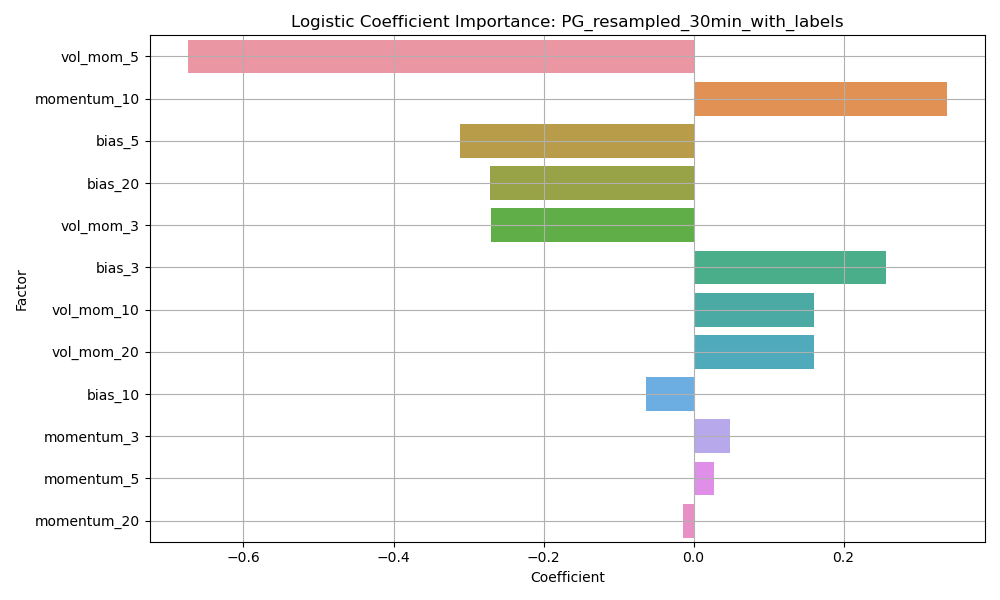 Logistic Coefficient Importance: PG_resampled_30min_with_labels
vol_mom_5
momentum_10
bias_5
bias_20
vol_mom_3
bias_3
vol_mom_10
vol_mom_20
bias_10
momentum_3
momentum_5
momentum_20
Factor
−0.6
−0.4
−0.2
0.0
0.2
Coefficient